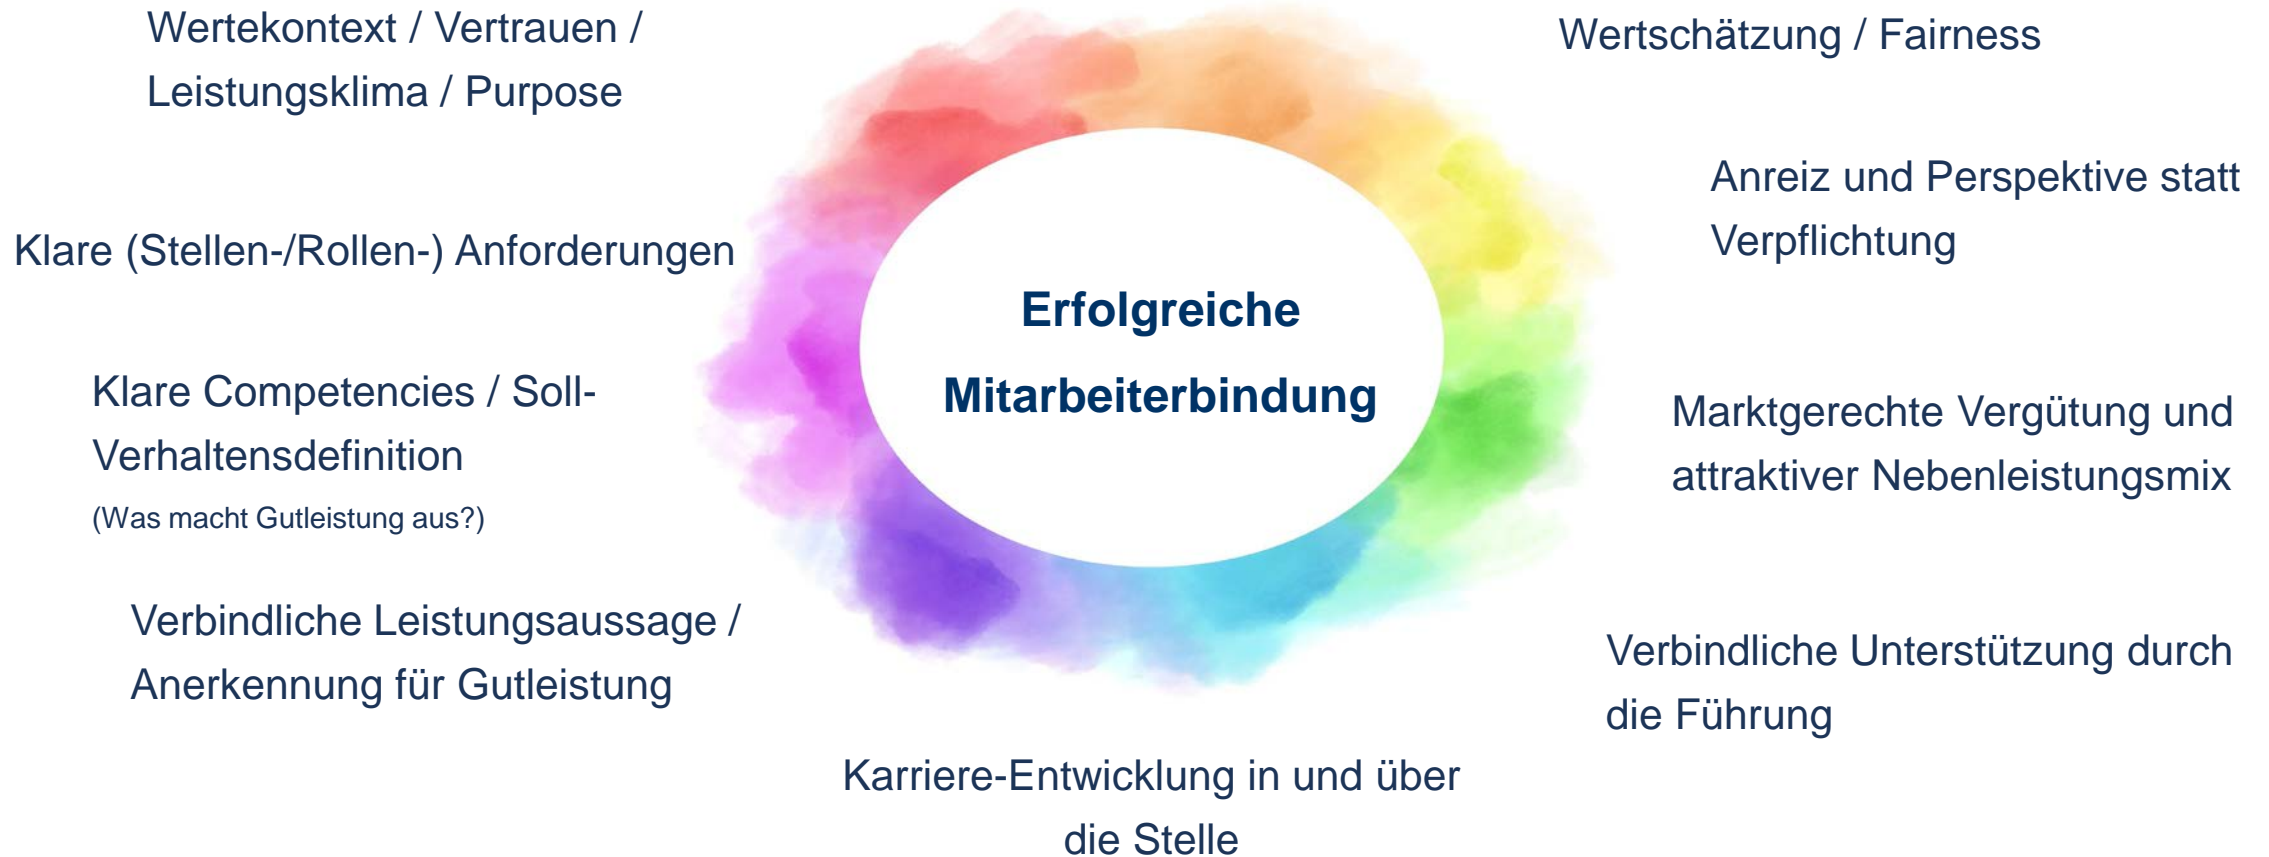 Wertekontext / Vertrauen /
Leistungsklima / Purpose
Wertschätzung / Fairness
Anreiz und Perspektive statt
Verpflichtung
Klare (Stellen-/Rollen-) Anforderungen
Erfolgreiche
Mitarbeiterbindung
Klare Competencies / Soll-
Verhaltensdefinition
(Was macht Gutleistung aus?)
Marktgerechte Vergütung und
attraktiver Nebenleistungsmix
Verbindliche Leistungsaussage /
Anerkennung für Gutleistung
Verbindliche Unterstützung durch
die Führung
Karriere-Entwicklung in und über
die Stelle